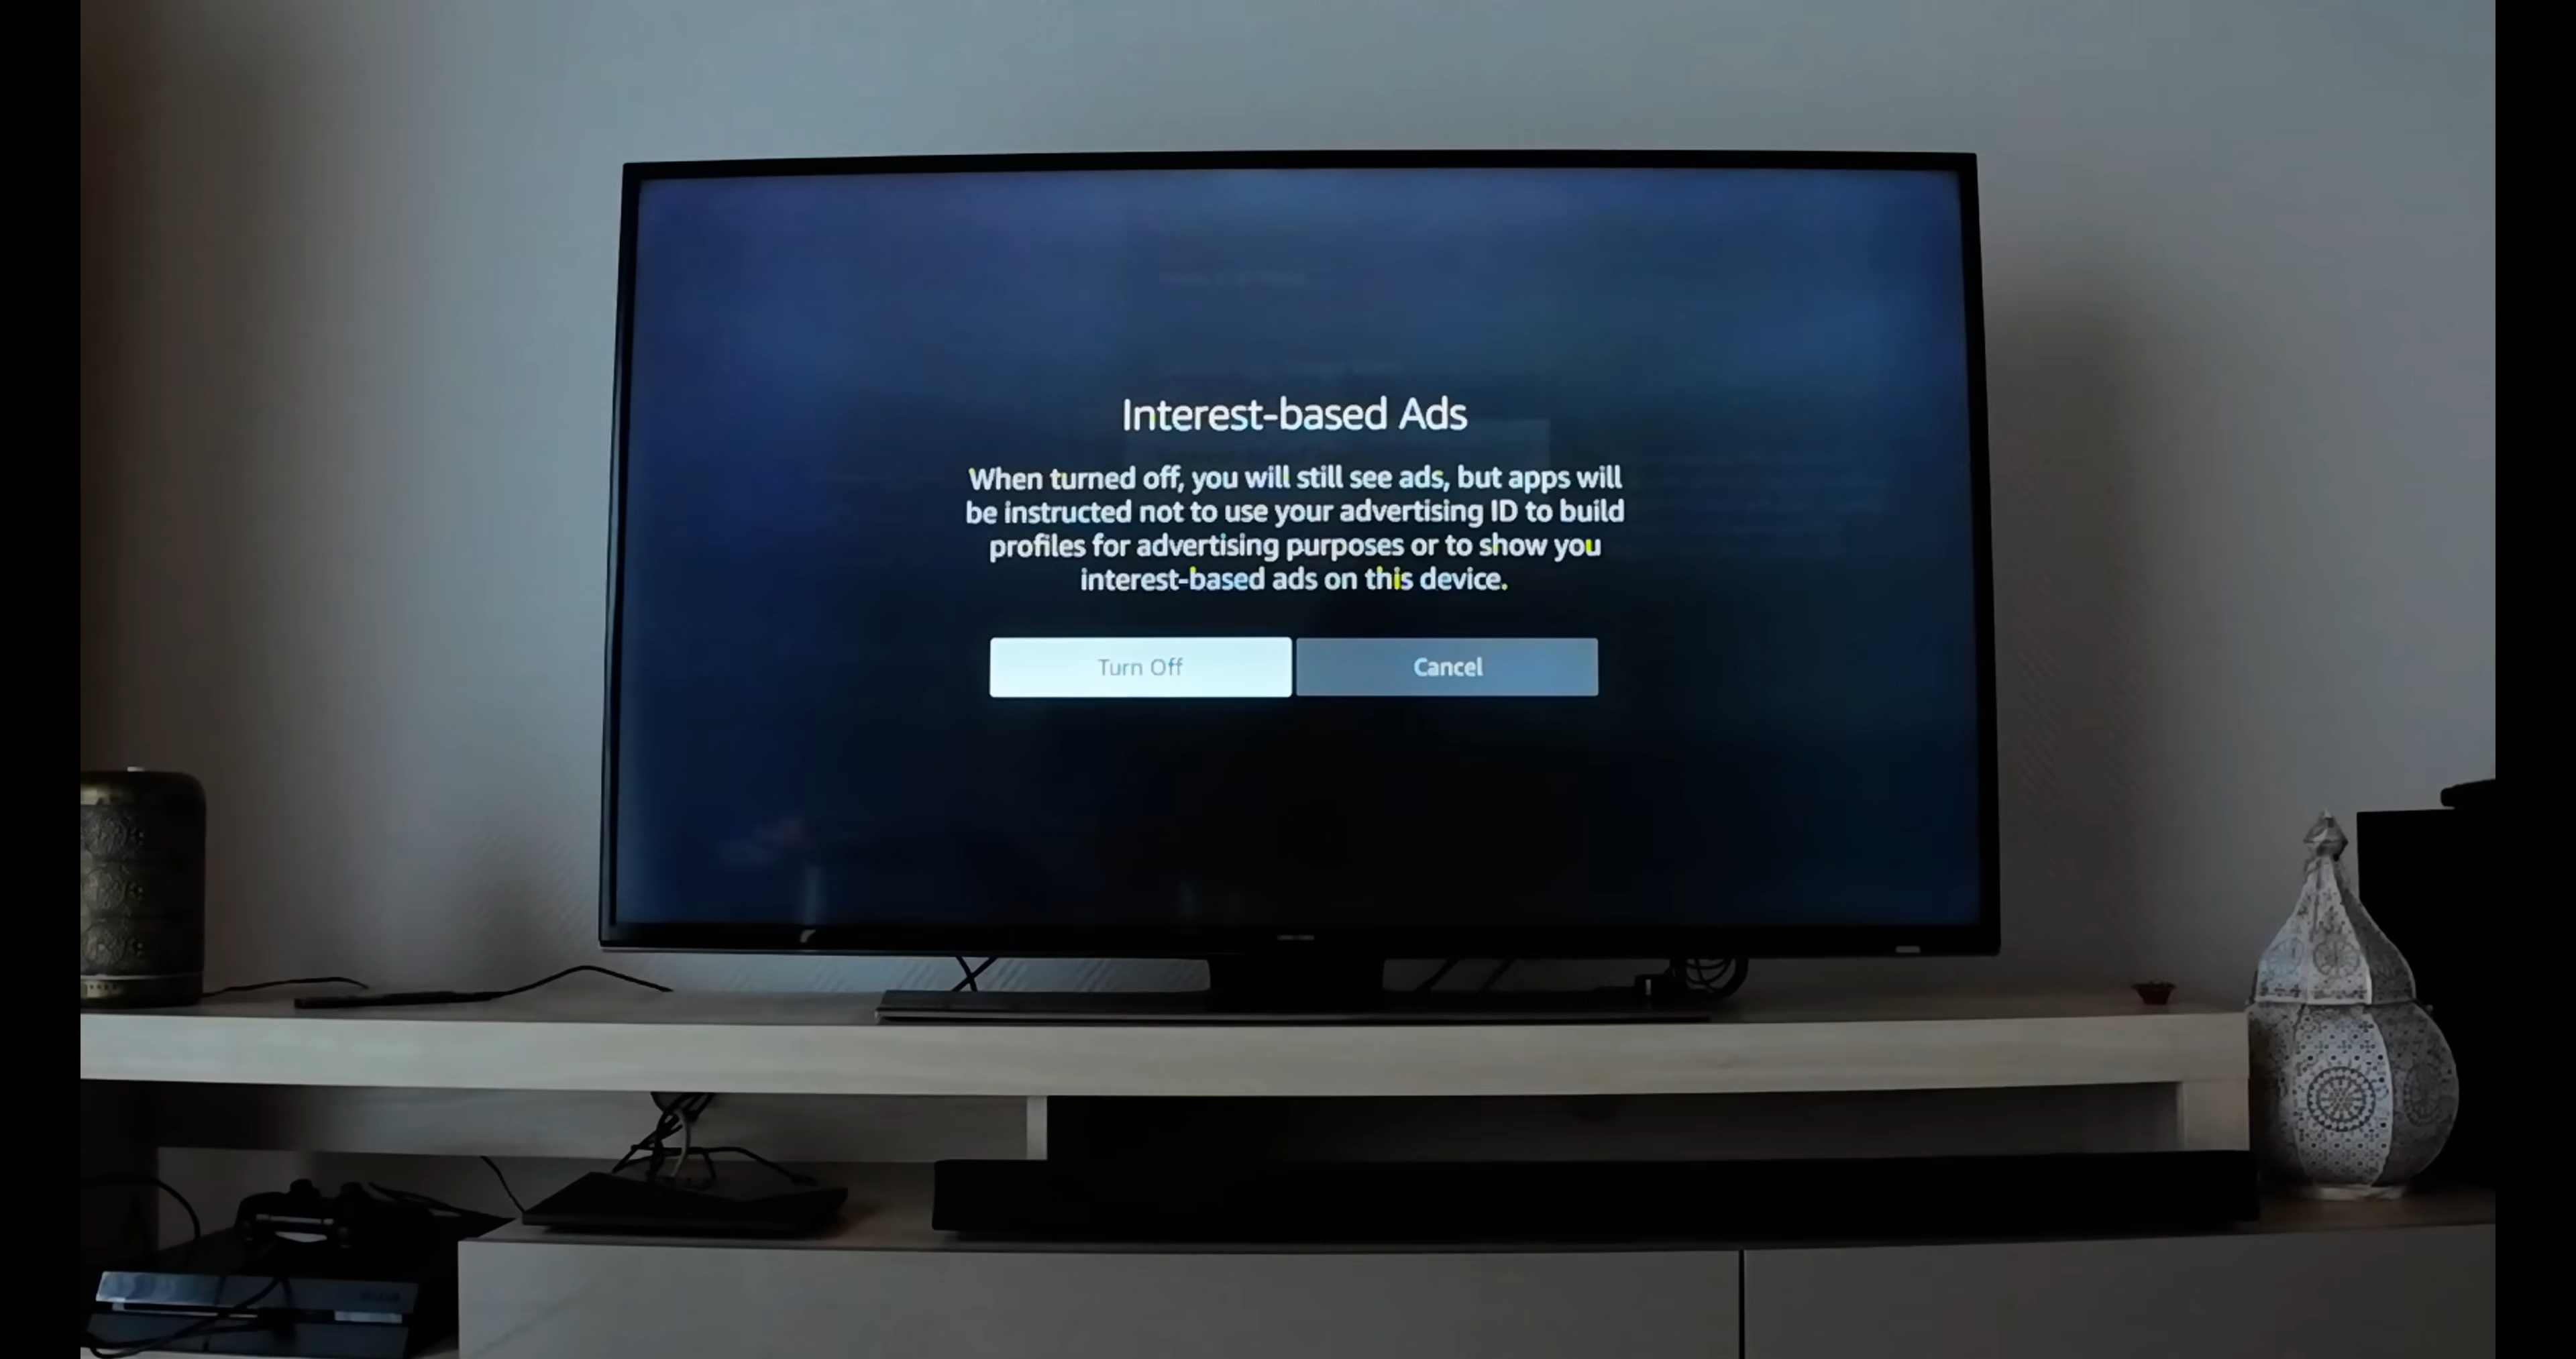 Interest-based Ads
When turned off, you will still see ads, but apps will
be instructed not to use your advertising ID to build
profiles for advertising purposes or to show you
interest-based ads on this device.
Turn Off
Cancel